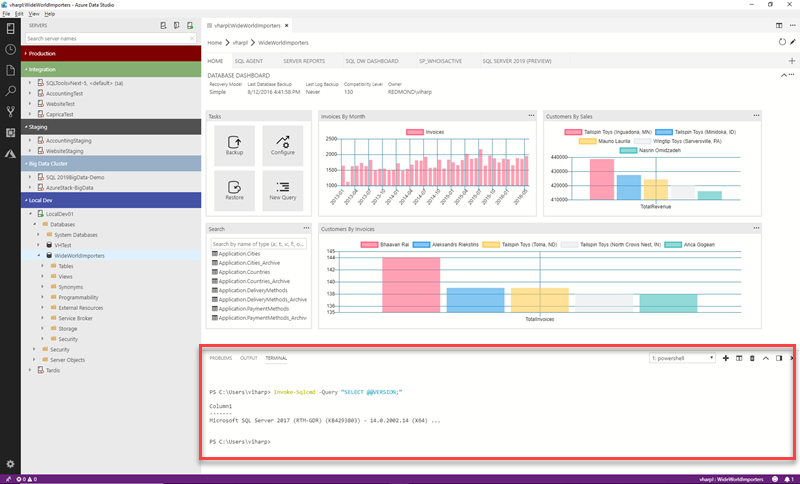 vharpl\WideWorldImporters - Azure Data Studio
File Edit View Help
SERVERS
Search server names
Production
Integration
SQLToolsvNext-5, <default> (sa)
AccountingTest
WebsiteTest
CapricaTest
Staging
AccountingStaging
WebsiteStaging
Big Data Cluster
SQL 2019BigData-Demo
AzureStack-BigData
Local Dev
LocalDev01
Databases
System Databases
VHTest
WideWorldImporters
Tables
Views
Synonyms
Programmability
External Resources
Service Broker
Storage
Security
Security
Server Objects
Tardis
0 0
vharpl\WideWorldImporters
Home vharpl WideWorldImporters
HOME SQL AGENT SERVER REPORTS SQL DW DASHBOARD SP_WHOISACTIVE SQL SERVER 2019 (PREVIEW)
DATABASE DASHBOARD
Recovery Model Last Database Backup Last Log Backup Compatibility Level Owner
Simple 8/12/2018 4:41:58 PM Never 130 REDMOND\viharp
Tasks
Backup Configure
Restore New Query
Invoices By Month
Invoices
2500
2000
1500
1000
2013-01 2013-04 2013-07 2013-10 2014-01 2014-04 2014-07 2014-10 2015-01 2015-04 2015-07 2015-10 2016-01 2016-05
Customers By Sales
Tailspin Toys (Inguadona, MN) Tailspin Toys (Minidoka, ID)
Mauno Laurila Wingtip Toys (Sarversville, PA)
Nasrin Omidzadeh
440000
430000
420000
410000
TotalRevenue
Search
Search by name of type (a:, t:, v:, f:, o...
Application.Cities
Application.Cities_Archive
Application.Countries
Application.Countries_Archive
Application.DeliveryMethods
Application.DeliveryMethods_Archive
Application.PaymentMethods
Application.PaymentMethods_Archive
Customers By Invoices
Bhaavan Rai Aleksandrs Riekstins Tailspin Toys (Tolna, ND) Tailspin Toys (North Crows Nest, IN) Anca Gogean
145
144
142
140
138
136
135
TotalInvoices
PROBLEMS OUTPUT TERMINAL
1: powershell
PS C:\Users\viharp> Invoke-Sqlcmd -Query "SELECT @@VERSION;"
Column1
-------
Microsoft SQL Server 2017 (RTM-GDR) (KB4293803) - 14.0.2002.14 (X64) ...
PS C:\Users\viharp>
vharpl : WideWorldImporters 1